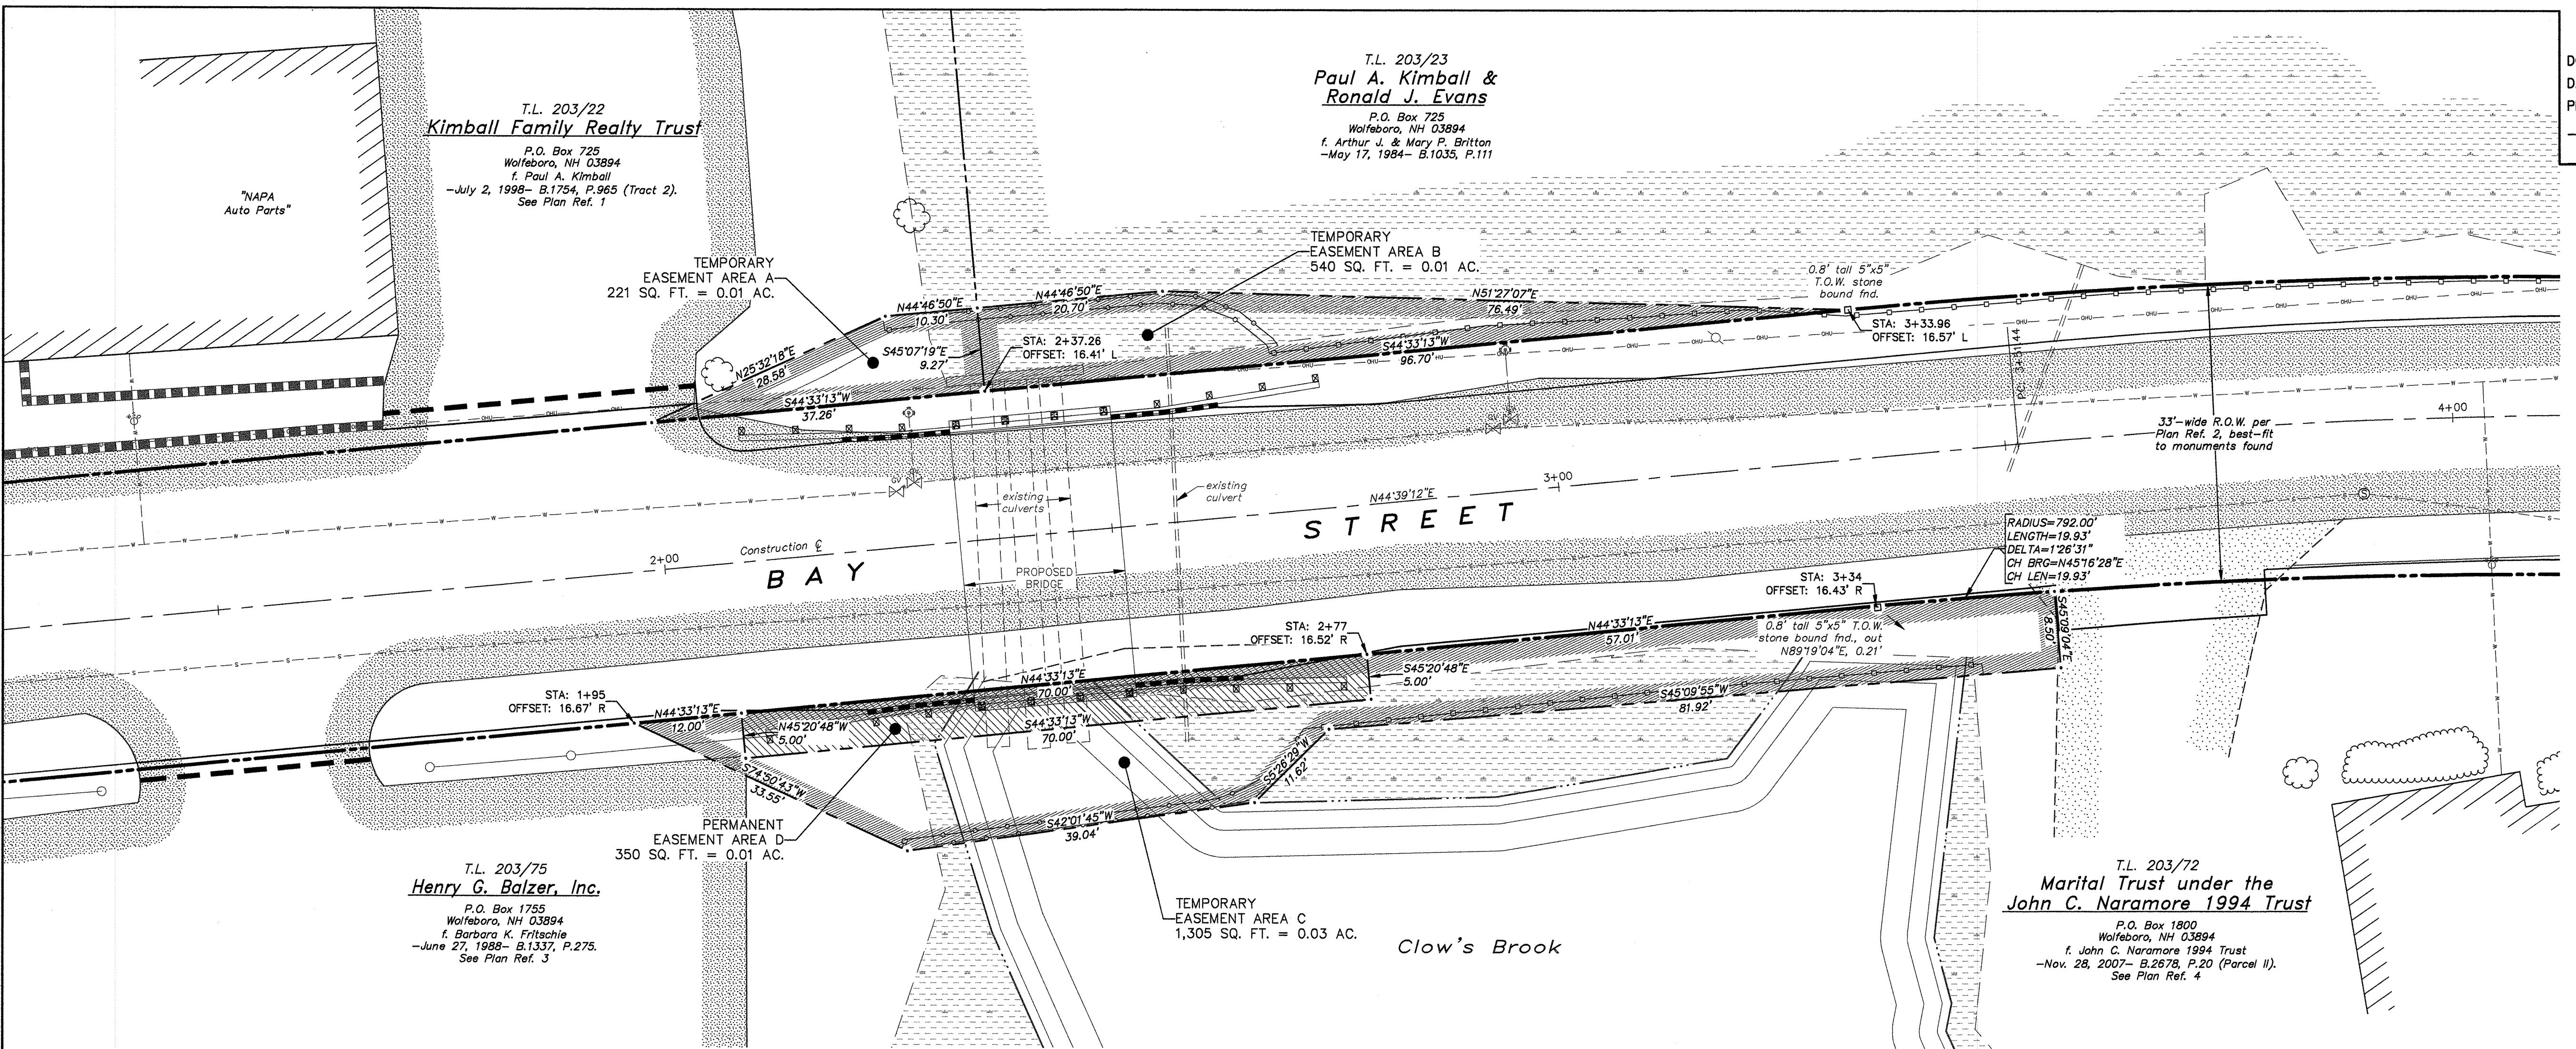 T.L. 203/22
Kimball Family Realty Trust
P.O. Box 725
Wolfeboro, NH 03894
f. Paul A. Kimball
-July 2, 1998- B.1754, P.965 (Tract 2).
See Plan Ref. 1
"NAPA
Auto Parts"
T.L. 203/23
Paul A. Kimball &
Ronald J. Evans
P.O. Box 725
Wolfeboro, NH 03894
f. Arthur J. & Mary P. Britton
-May 17, 1984- B.1035, P.111
TEMPORARY
EASEMENT AREA A
221 SQ. FT. = 0.01 AC.
TEMPORARY
EASEMENT AREA B
540 SQ. FT. = 0.01 AC.
0.8' tall 5"x5"
T.O.W. stone
bound fnd.
N25°32'18"E
28.58'
N44°46'50"E
10.30'
N44°46'50"E
20.70'
N51°27'07"E
76.49'
S45°07'19"E
9.27'
STA: 2+37.26
OFFSET: 16.41' L
S44°33'13"W
37.26'
S44°33'13"W
96.70'
STA: 3+33.96
OFFSET: 16.57' L
PC: 3+51.44
33'-wide R.O.W. per
Plan Ref. 2, best-fit
to monuments found
4+00
3+00
2+00
existing
culverts
existing
culvert
N44°39'12"E
Construction ℄
BAY STREET
PROPOSED
BRIDGE
RADIUS=792.00'
LENGTH=19.93'
DELTA=1°26'31"
CH BRG=N45°16'28"E
CH LEN=19.93'
STA: 3+34
OFFSET: 16.43' R
STA: 2+77
OFFSET: 16.52' R
STA: 1+95
OFFSET: 16.67' R
N44°33'13"E
12.00'
N44°33'13"E
70.00'
N44°33'13"E
57.01'
0.8' tall 5"x5" T.O.W.
stone bound fnd., out
N89°19'04"E, 0.21'
S45°09'04"E
8.50'
S45°20'48"E
5.00'
N45°20'48"W
5.00'
S44°33'13"W
70.00'
S45°09'55"W
81.92'
S5°26'29"W
11.62'
S74°50'43"W
33.55'
S42°01'45"W
39.04'
PERMANENT
EASEMENT AREA D
350 SQ. FT. = 0.01 AC.
TEMPORARY
EASEMENT AREA C
1,305 SQ. FT. = 0.03 AC.
Clow's Brook
T.L. 203/75
Henry G. Balzer, Inc.
P.O. Box 1755
Wolfeboro, NH 03894
f. Barbara K. Fritschie
-June 27, 1988- B.1337, P.275.
See Plan Ref. 3
T.L. 203/72
Marital Trust under the
John C. Naramore 1994 Trust
P.O. Box 1800
Wolfeboro, NH 03894
f. John C. Naramore 1994 Trust
-Nov. 28, 2007- B.2678, P.20 (Parcel II).
See Plan Ref. 4